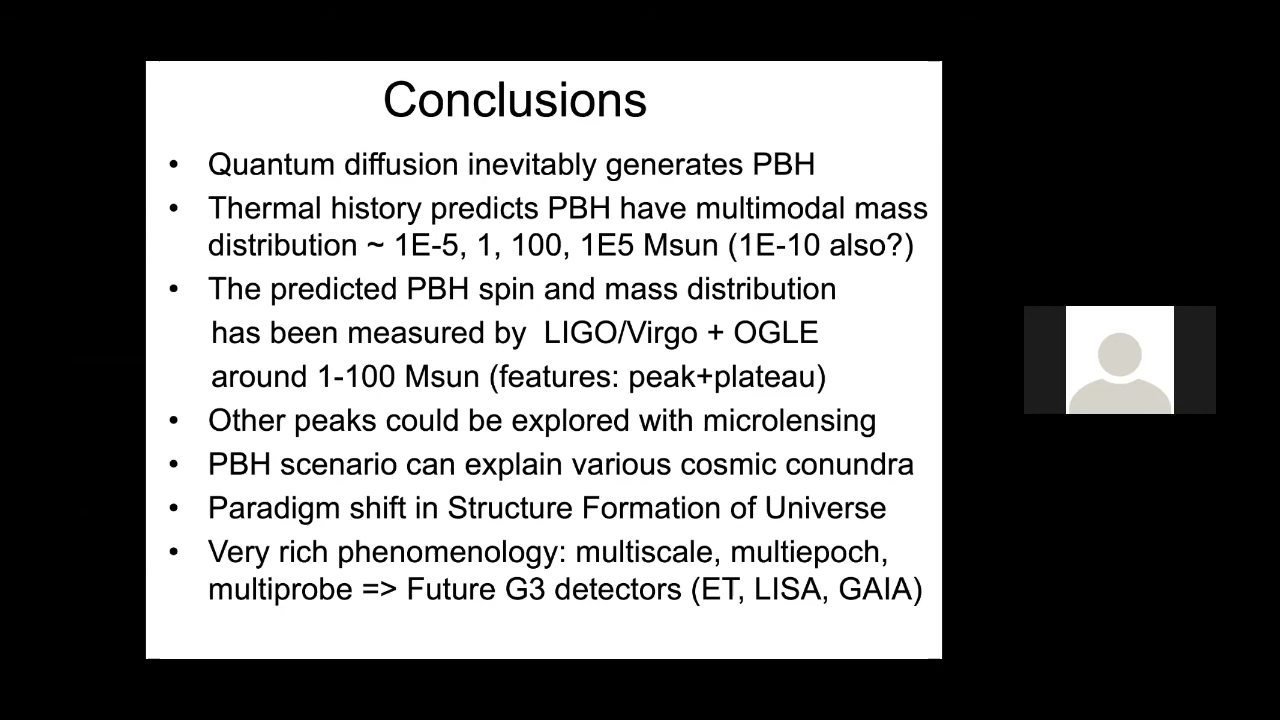 Conclusions
• Quantum diffusion inevitably generates PBH
• Thermal history predicts PBH have multimodal mass
distribution ~ 1E-5, 1, 100, 1E5 Msun (1E-10 also?)
• The predicted PBH spin and mass distribution
has been measured by LIGO/Virgo + OGLE
around 1-100 Msun (features: peak+plateau)
• Other peaks could be explored with microlensing
• PBH scenario can explain various cosmic conundra
• Paradigm shift in Structure Formation of Universe
• Very rich phenomenology: multiscale, multiepoch,
multiprobe => Future G3 detectors (ET, LISA, GAIA)